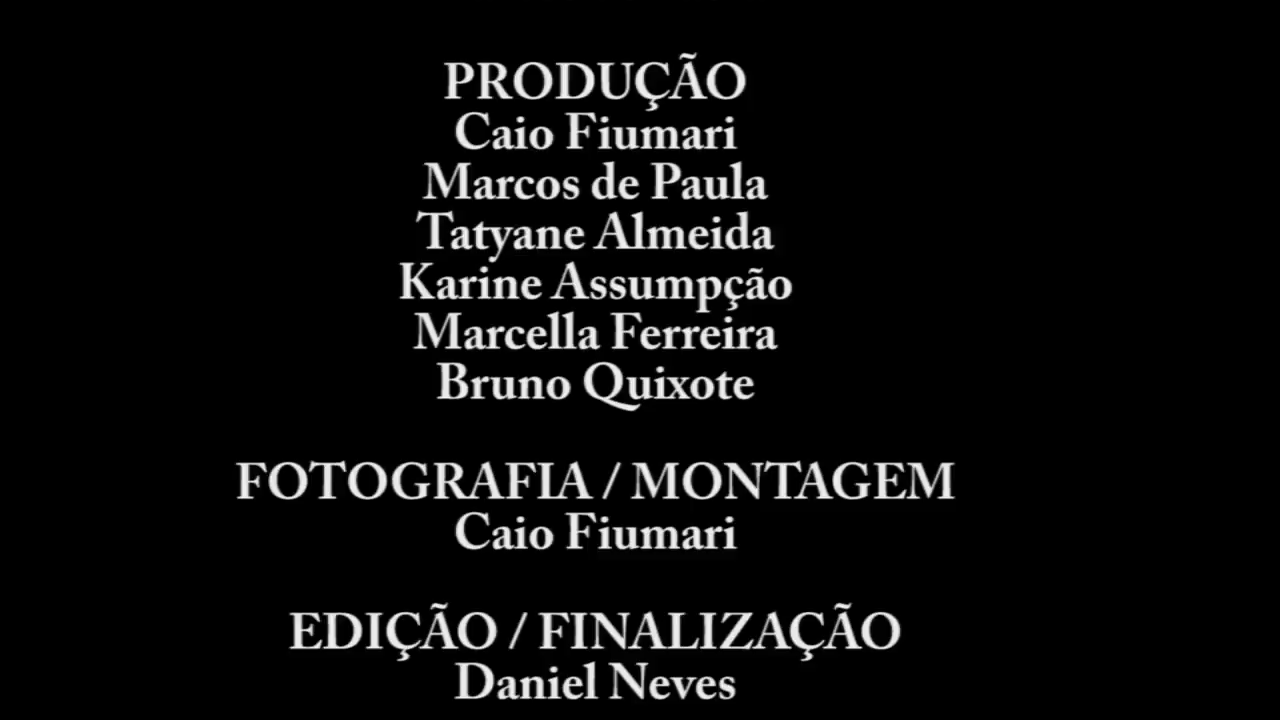 PRODUÇÃO
Caio Fiumari
Marcos de Paula
Tatyane Almeida
Karine Assumpção
Marcella Ferreira
Bruno Quixote
FOTOGRAFIA / MONTAGEM
Caio Fiumari
EDIÇÃO / FINALIZAÇÃO
Daniel Neves